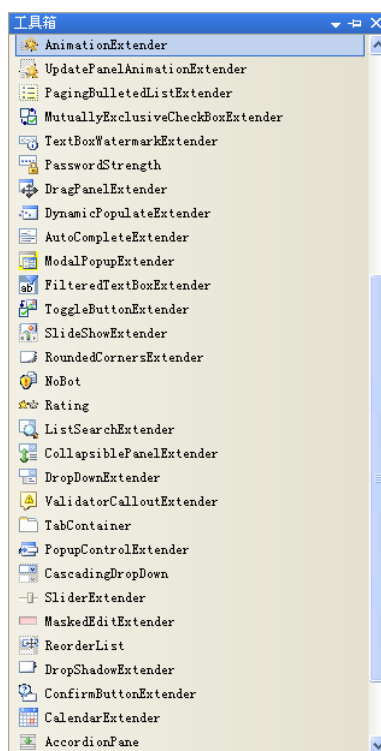 工具箱
AnimationExtender
UpdatePanelAnimationExtender
PagingBulletedListExtender
MutuallyExclusiveCheckBoxExtender
TextBoxWatermarkExtender
PasswordStrength
DragPanelExtender
DynamicPopulateExtender
AutoCompleteExtender
ModalPopupExtender
FilteredTextBoxExtender
ToggleButtonExtender
SlideShowExtender
RoundedCornersExtender
NoBot
Rating
ListSearchExtender
CollapsiblePanelExtender
DropDownExtender
ValidatorCalloutExtender
TabContainer
PopupControlExtender
CascadingDropDown
SliderExtender
MaskedEditExtender
ReorderList
DropShadowExtender
ConfirmButtonExtender
CalendarExtender
AccordionPane